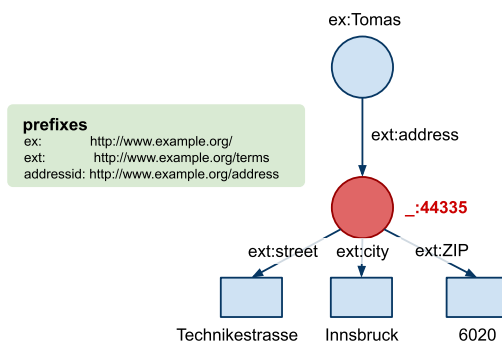 ex:Tomas
prefixes
ex: http://www.example.org/
ext: http://www.example.org/terms
addressid: http://www.example.org/address
ext:address
_:44335
ext:street ext:city ext:ZIP
Technikestrasse Innsbruck 6020